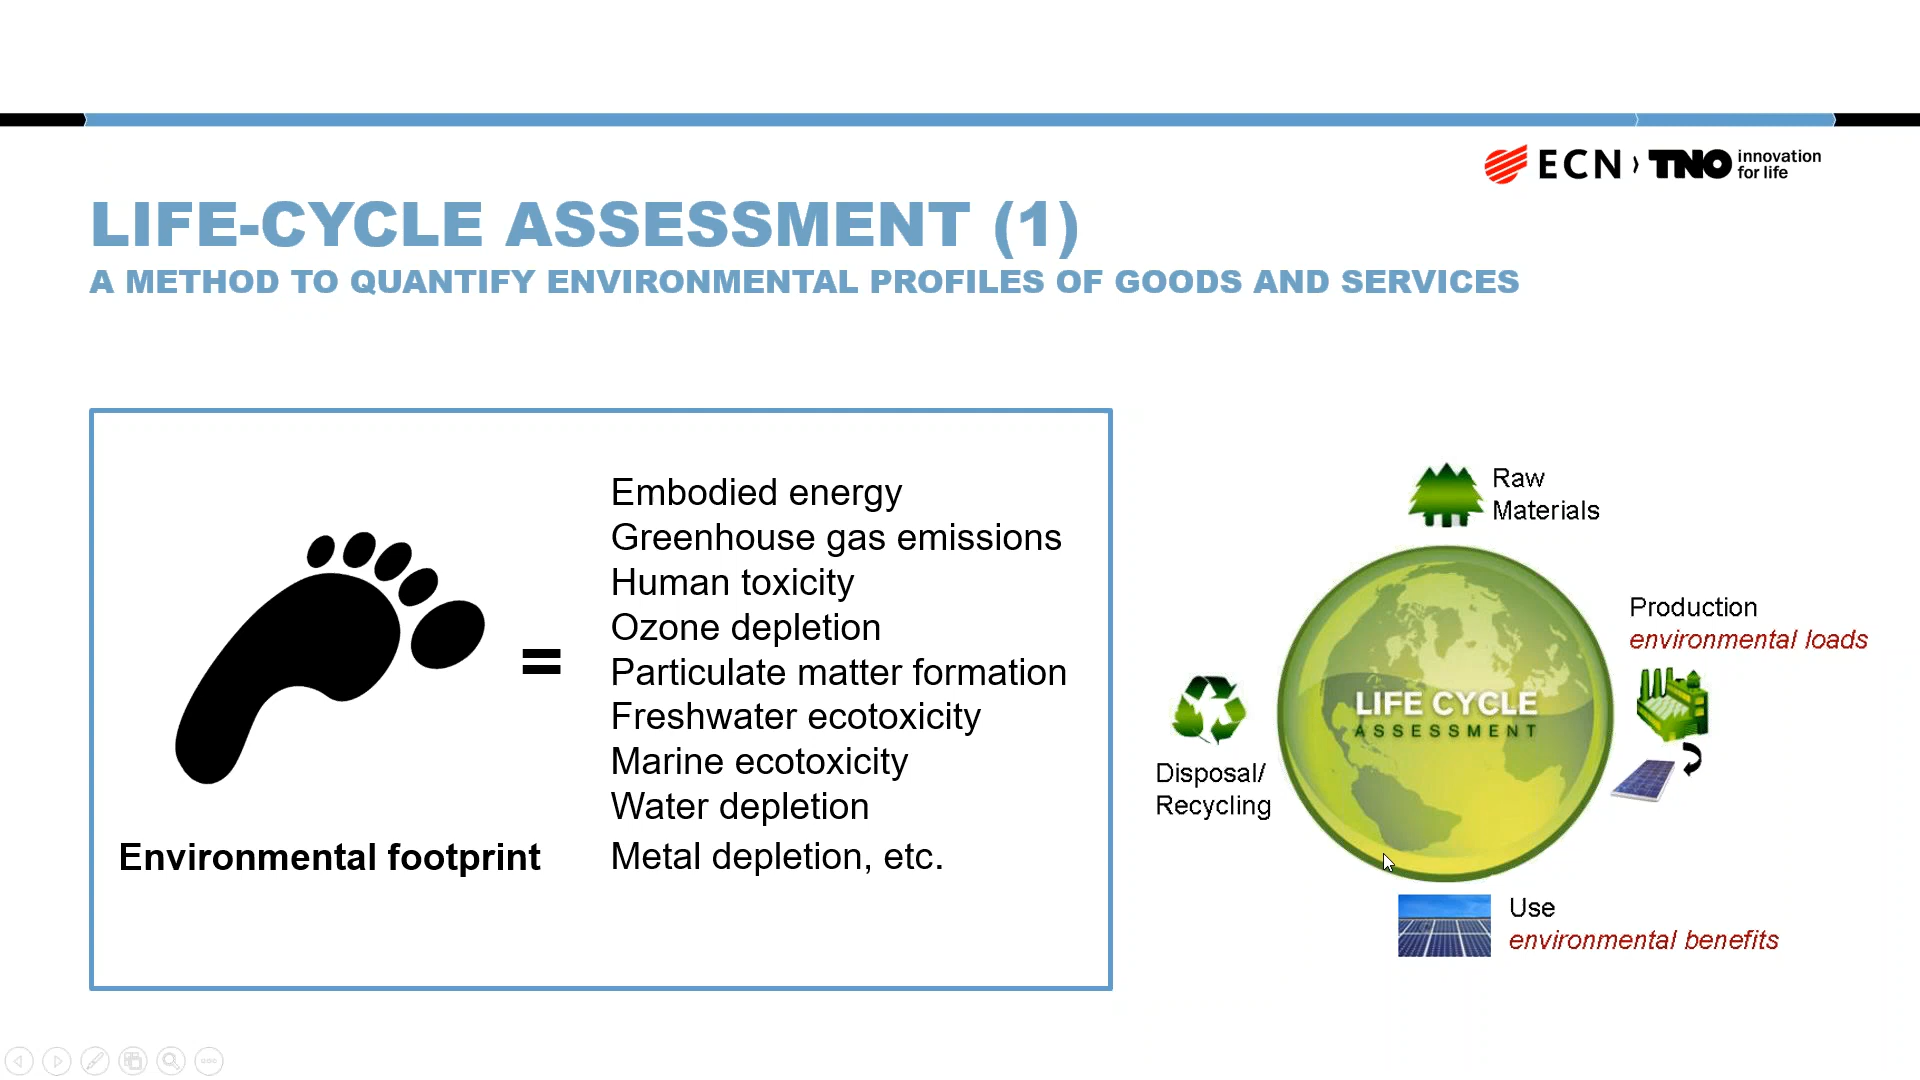 ECN › TNO innovation
for life
LIFE-CYCLE ASSESSMENT (1)
A METHOD TO QUANTIFY ENVIRONMENTAL PROFILES OF GOODS AND SERVICES
Embodied energy
Greenhouse gas emissions
Human toxicity
Ozone depletion
=
Particulate matter formation
Freshwater ecotoxicity
Marine ecotoxicity
Water depletion
Environmental footprint
Metal depletion, etc.
Raw
Materials
Production
environmental loads
LIFE CYCLE
ASSESSMENT
Disposal/
Recycling
Use
environmental benefits